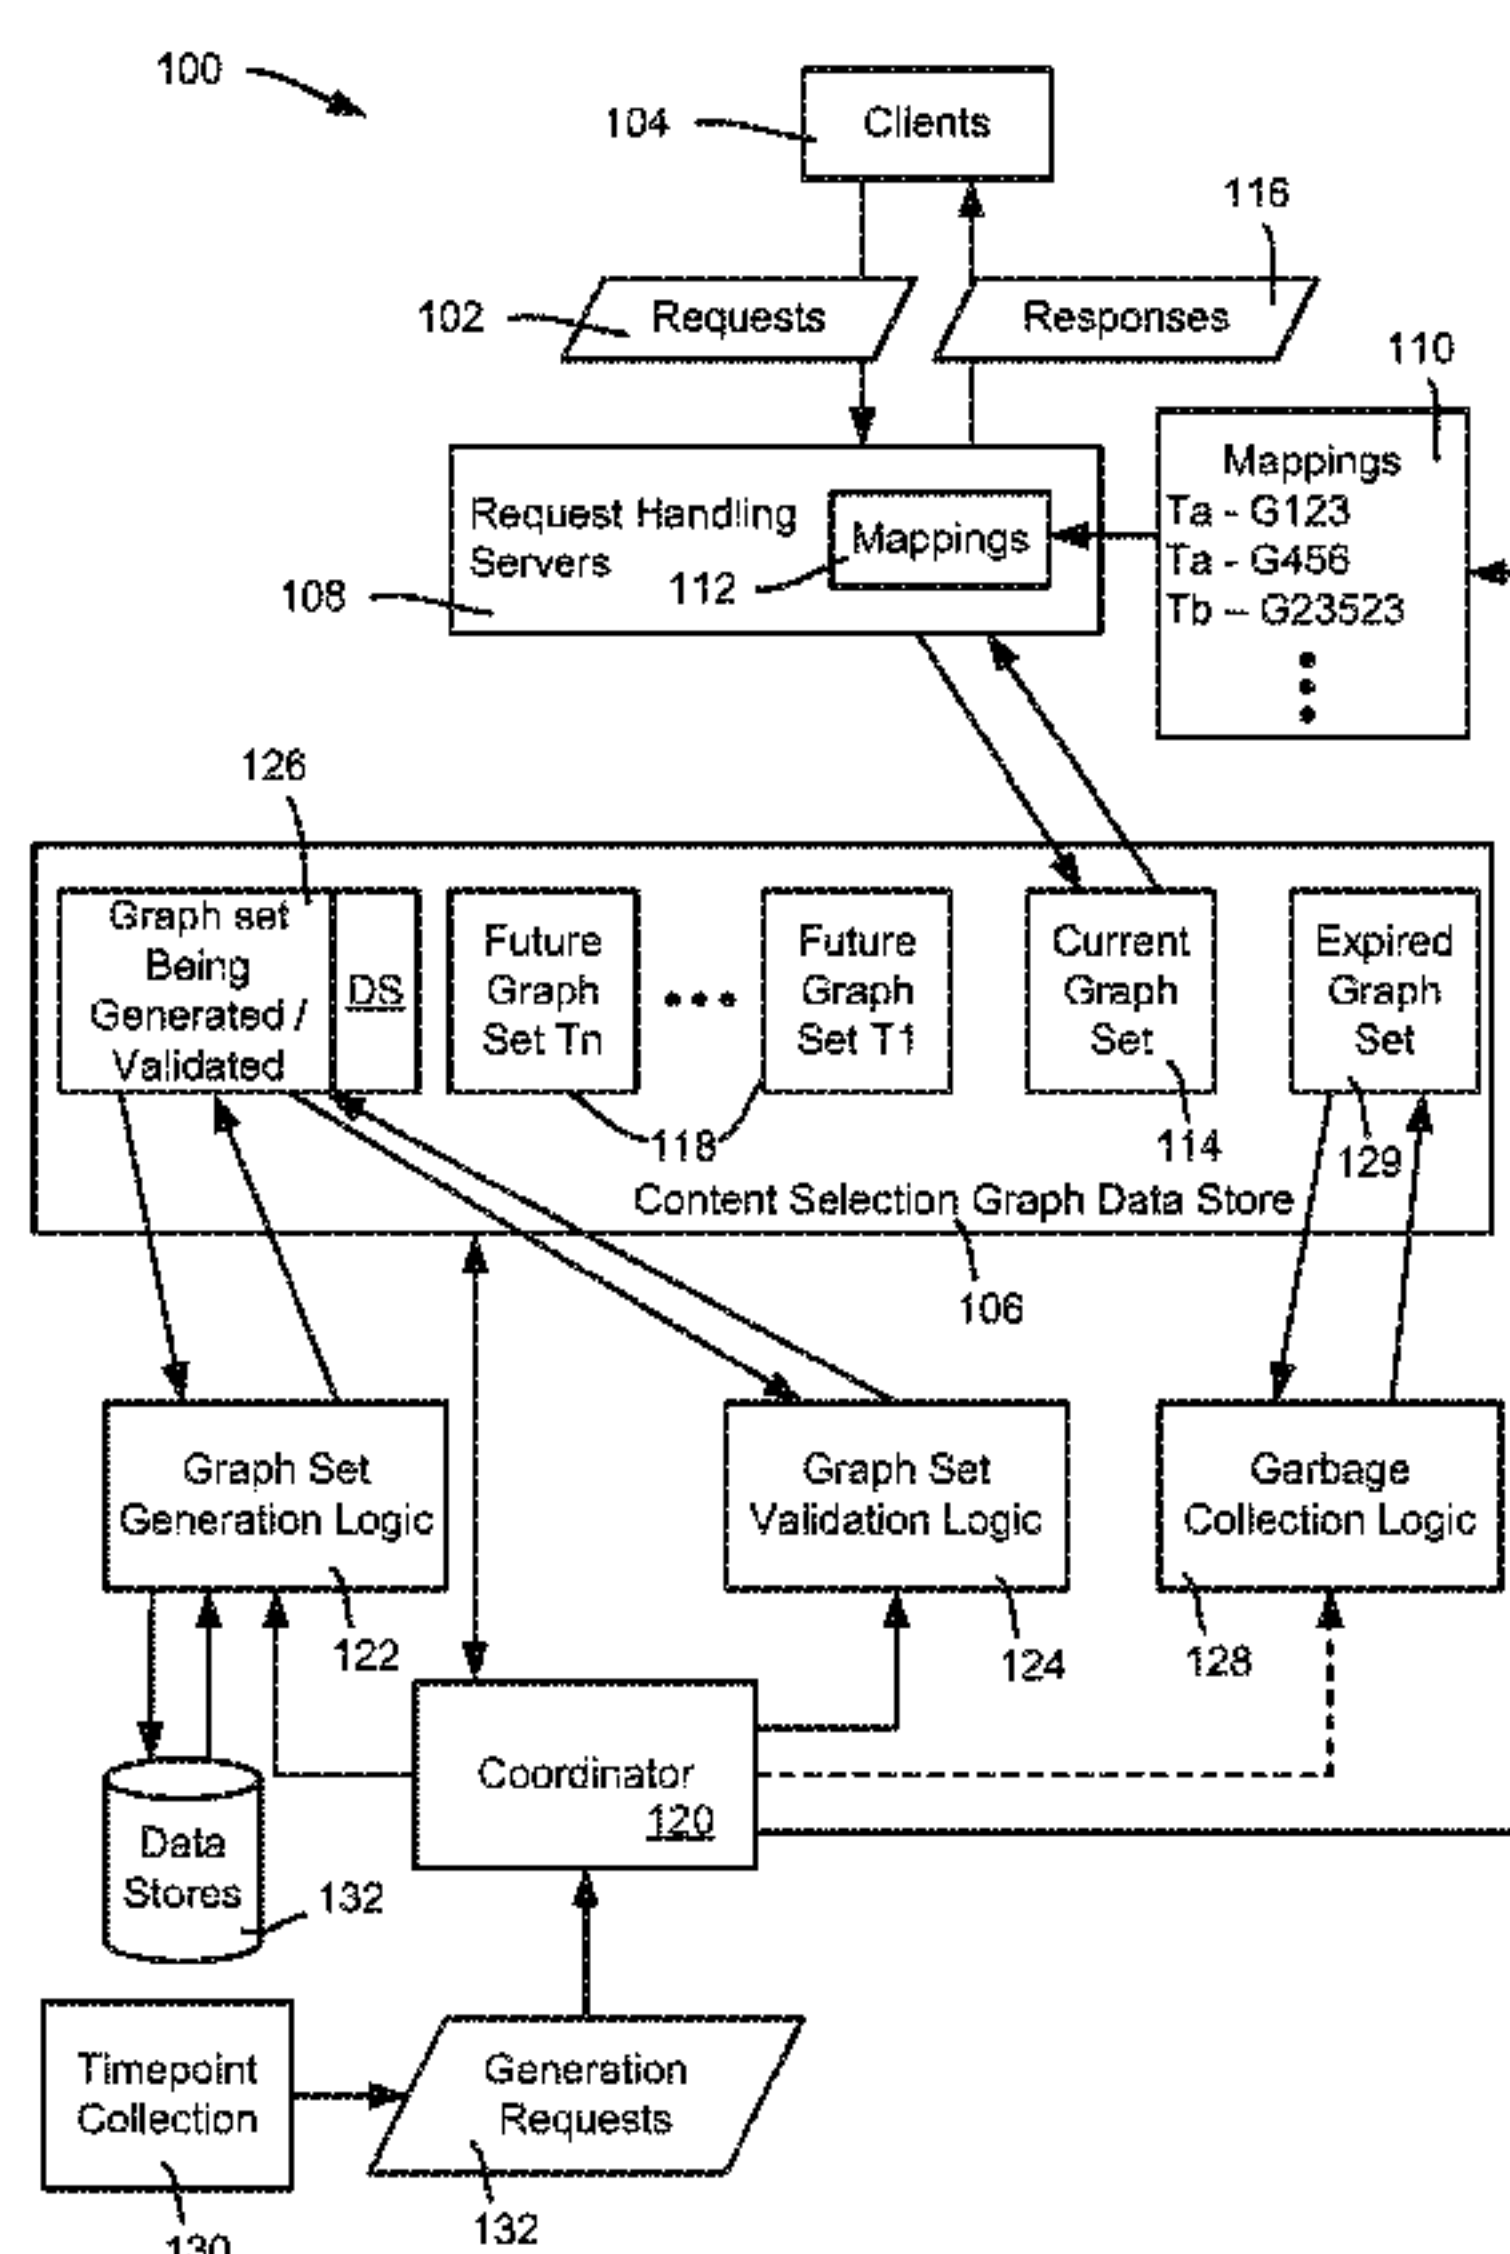 100
104
Clients
116
102
Requests
Responses
110
Mappings
Ta - G123
Ta - G456
Tb – G23523
Request Handling
Servers
Mappings
112
108
126
Graph set
Being
Generated /
Validated
DS
Future
Graph
Set Tn
Future
Graph
Set T1
Current
Graph
Set
Expired
Graph
Set
118
114
129
Content Selection Graph Data Store
106
Graph Set
Generation Logic
Graph Set
Validation Logic
Garbage
Collection Logic
122
124
128
Coordinator
120
Data
Stores
132
Timepoint
Collection
Generation
Requests
130
132